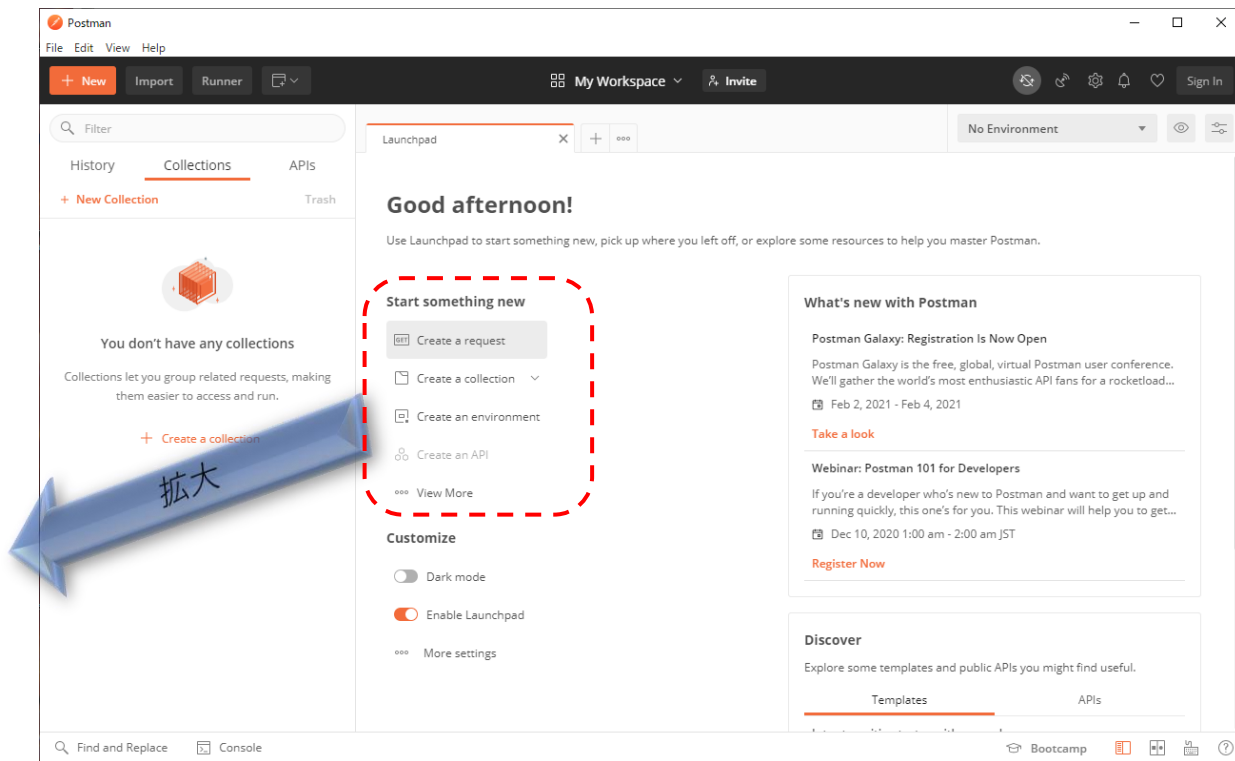 Postman
File Edit View Help
+ New Import Runner My Workspace Invite Sign In
Filter
History Collections APIs
+ New Collection Trash
You don't have any collections
Collections let you group related requests, making
them easier to access and run.
+ Create a collection
拡大
Launchpad
No Environment
Good afternoon!
Use Launchpad to start something new, pick up where you left off, or explore some resources to help you master Postman.
Start something new
GET Create a request
Create a collection
Create an environment
Create an API
View More
Customize
Dark mode
Enable Launchpad
More settings
What's new with Postman
Postman Galaxy: Registration Is Now Open
Postman Galaxy is the free, global, virtual Postman user conference.
We'll gather the world's most enthusiastic API fans for a rocketload...
Feb 2, 2021 - Feb 4, 2021
Take a look
Webinar: Postman 101 for Developers
If you're a developer who's new to Postman and want to get up and
running quickly, this one's for you. This webinar will help you to get...
Dec 10, 2020 1:00 am - 2:00 am JST
Register Now
Discover
Explore some templates and public APIs you might find useful.
Templates APIs
Find and Replace Console Bootcamp